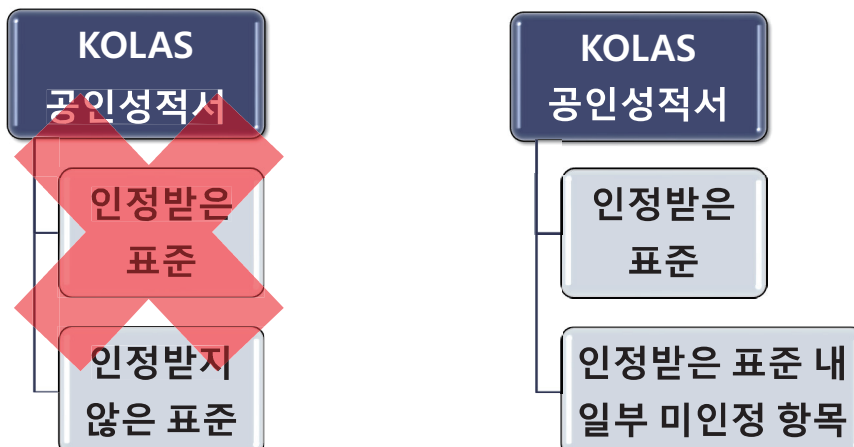 KOLAS
공인성적서
인정받은
표준
인정받지
않은 표준
KOLAS
공인성적서
인정받은
표준
인정받은 표준 내
일부 미인정 항목